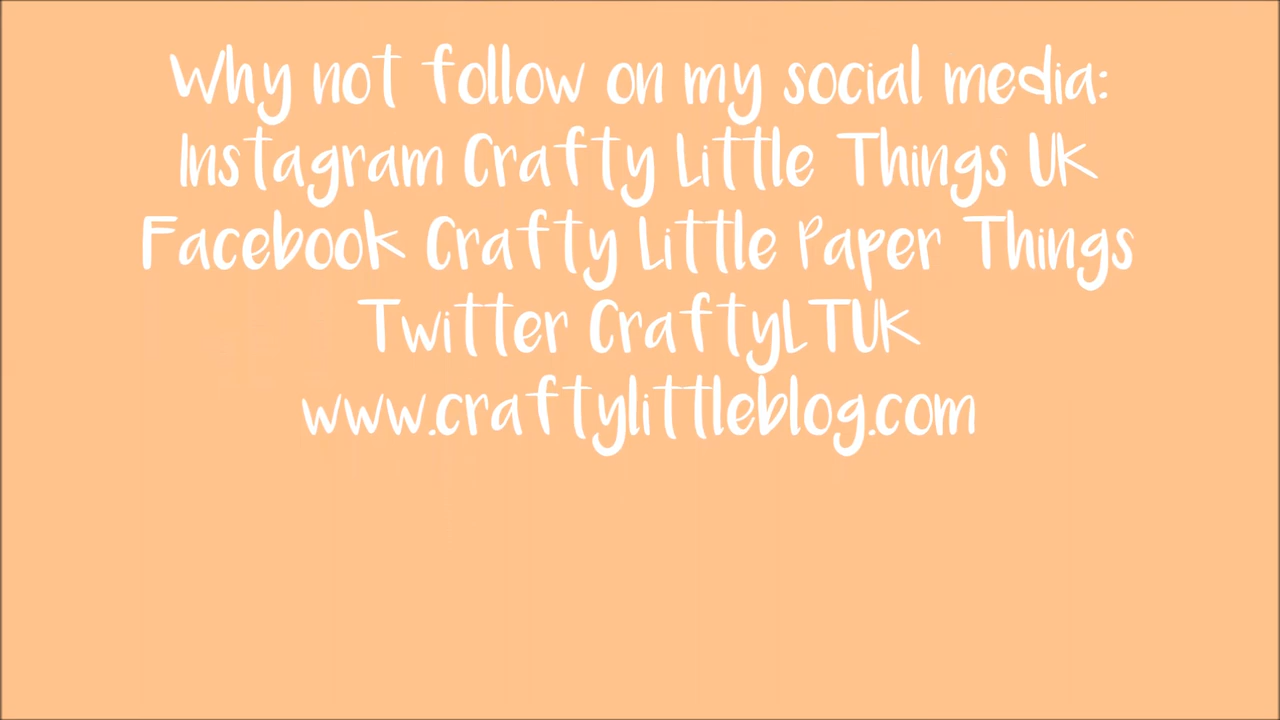 Why not follow on my social media:
Instagram Crafty Little Things UK
Facebook Crafty Little Paper Things
Twitter CraftyLTUK
www.craftylittleblog.com